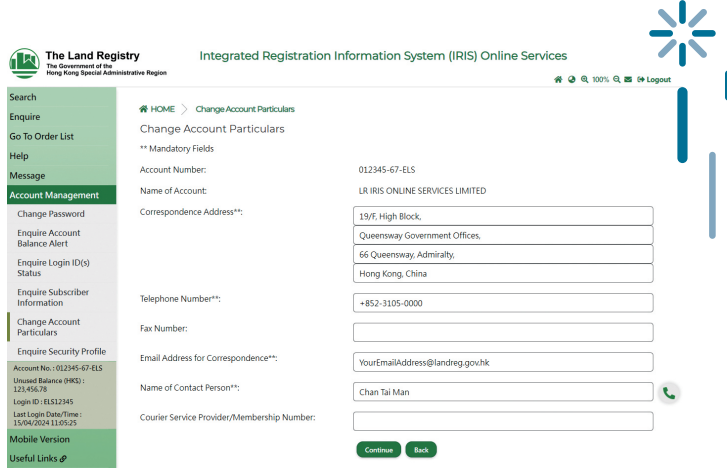 The Land Registry
The Government of the
Hong Kong Special Administrative Region
Integrated Registration Information System (IRIS) Online Services
100%
Logout
Search
Enquire
Go To Order List
Help
Message
Account Management
Change Password
Enquire Account
Balance Alert
Enquire Login ID(s)
Status
Enquire Subscriber
Information
Change Account
Particulars
Enquire Security Profile
Account No. : 012345-67-ELS
Unused Balance (HK$) :
123,456.78
Login ID : ELS12345
Last Login Date/Time :
15/04/2024 11:05:25
Mobile Version
Useful Links
HOME
Change Account Particulars
Change Account Particulars
** Mandatory Fields
Account Number: 012345-67-ELS
Name of Account: LR IRIS ONLINE SERVICES LIMITED
Correspondence Address**: 19/F, High Block,
Queensway Government Offices,
66 Queensway, Admiralty,
Hong Kong, China
Telephone Number**: +852-3105-0000
Fax Number:
Email Address for Correspondence**: YourEmailAddress@landreg.gov.hk
Name of Contact Person**: Chan Tai Man
Courier Service Provider/Membership Number:
Continue Back